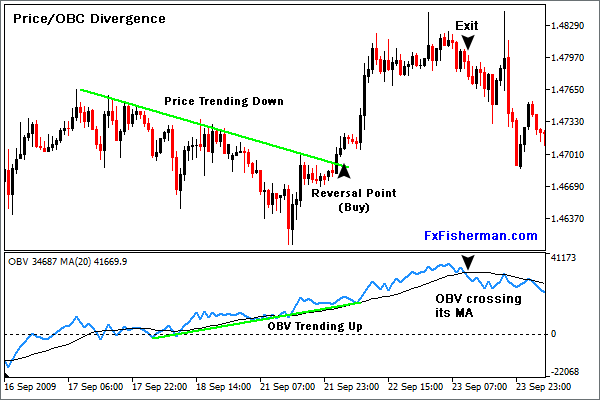 Price/OBC Divergence
Exit
1.48290
1.47970
Price Trending Down
1.47650
1.47330
1.47010
Reversal Point
(Buy)
1.46690
1.46370
FxFisherman.com
OBV 34687 MA(20) 41669.9
41173
OBV crossing
its MA
OBV Trending Up
0
-22068
16 Sep 2009
17 Sep 06:00
17 Sep 22:00
18 Sep 14:00
21 Sep 07:00
21 Sep 23:00
22 Sep 15:00
23 Sep 07:00
23 Sep 23:00